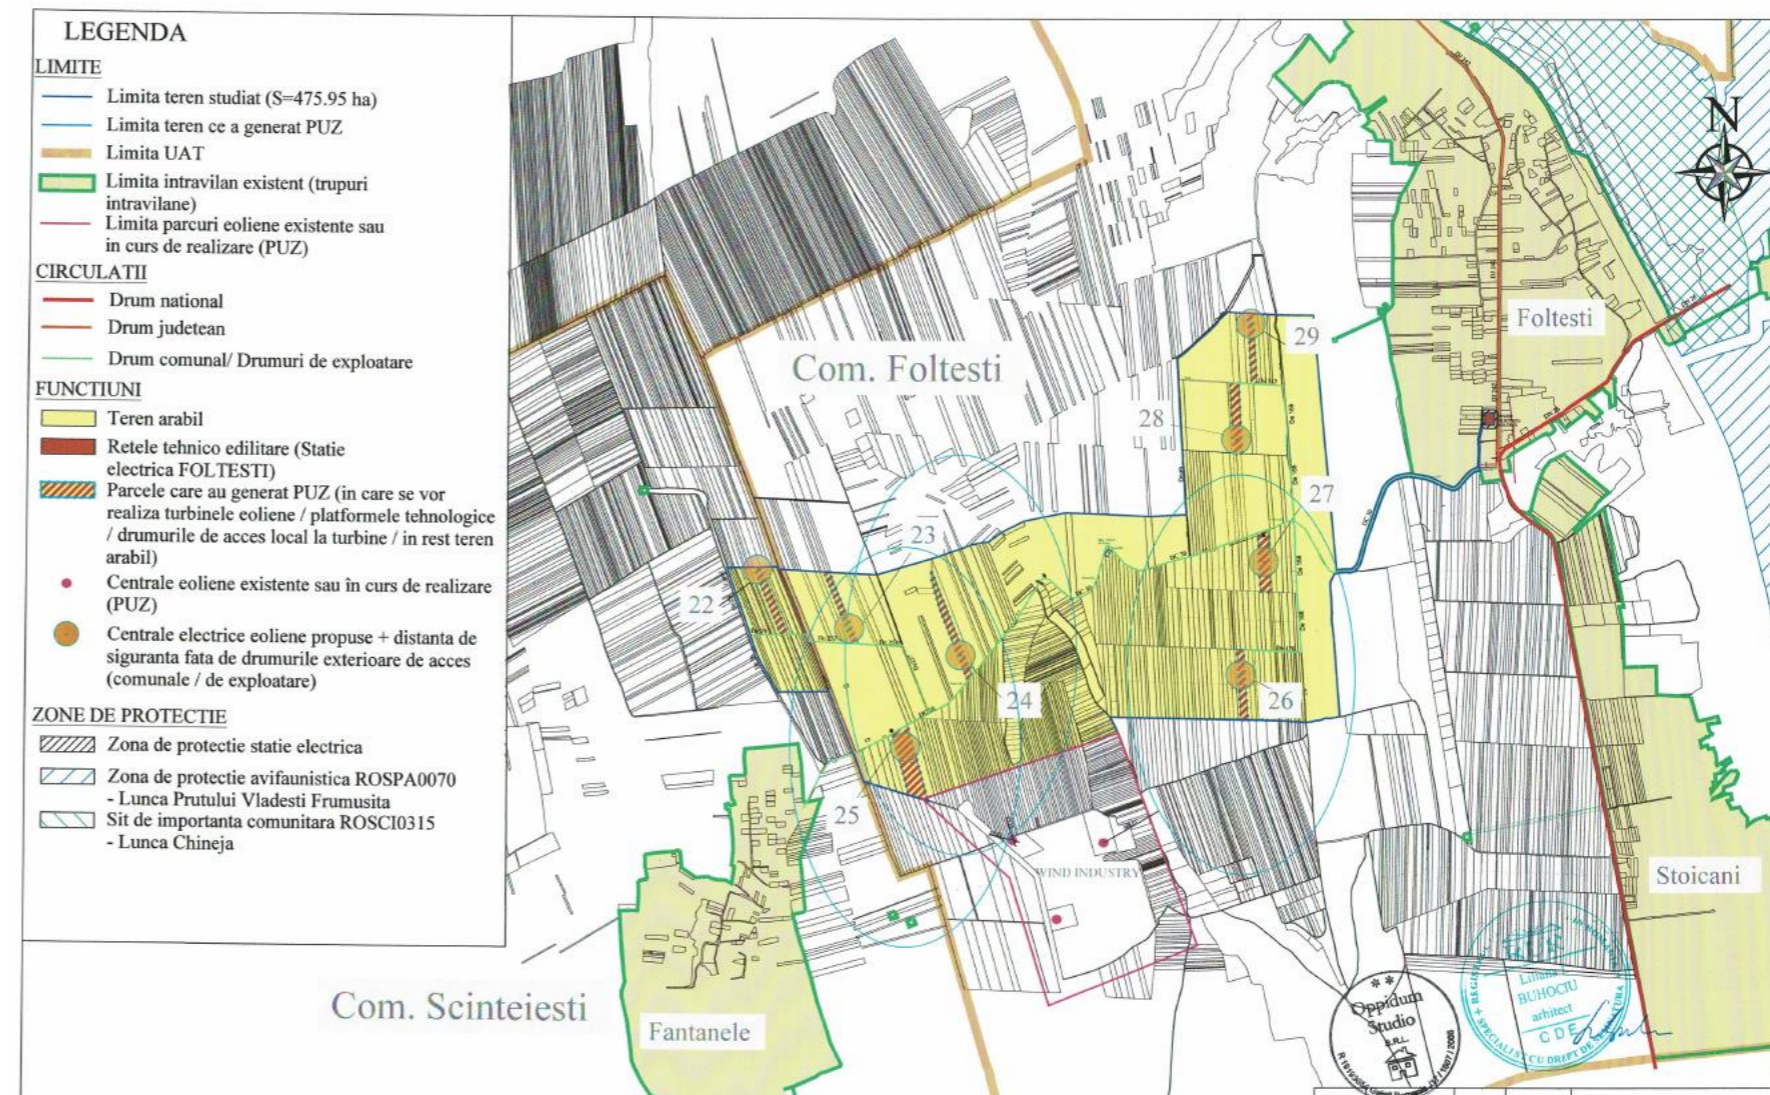 LEGENDA
LIMITE
Limita teren studiat (S=475.95 ha)
Limita teren ce a generat PUZ
Limita UAT
Limita intravilan existent (trupuri
intravilane)
Limita parcuri eoliene existente sau
in curs de realizare (PUZ)
CIRCULATII
Drum national
Drum judetean
Drum comunal/ Drumuri de exploatare
FUNCTIUNI
Teren arabil
Retele tehnico edilitare (Statie
electrica FOLTESTI)
Parcele care au generat PUZ (in care se vor
realiza turbinele eoliene / platformele tehnologice
/ drumurile de acces local la turbine / in rest teren
arabil)
Centrale eoliene existente sau în curs de realizare
(PUZ)
Centrale electrice eoliene propuse + distanta de
siguranta fata de drumurile exterioare de acces
(comunale / de exploatare)
ZONE DE PROTECTIE
Zona de protectie statie electrica
Zona de protectie avifaunistica ROSPA0070
- Lunca Prutului Vladesti Frumusita
Sit de importanta comunitara ROSCI0315
- Lunca Chineja
N
Foltesti
29
Com. Foltesti
28
27
23
22
24
26
25
WIND INDUSTRY
Stoicani
Com. Scinteiesti
Fantanele
Oppidum
Studio
S.R.L.
BUHOCIU
arhitect
C D E